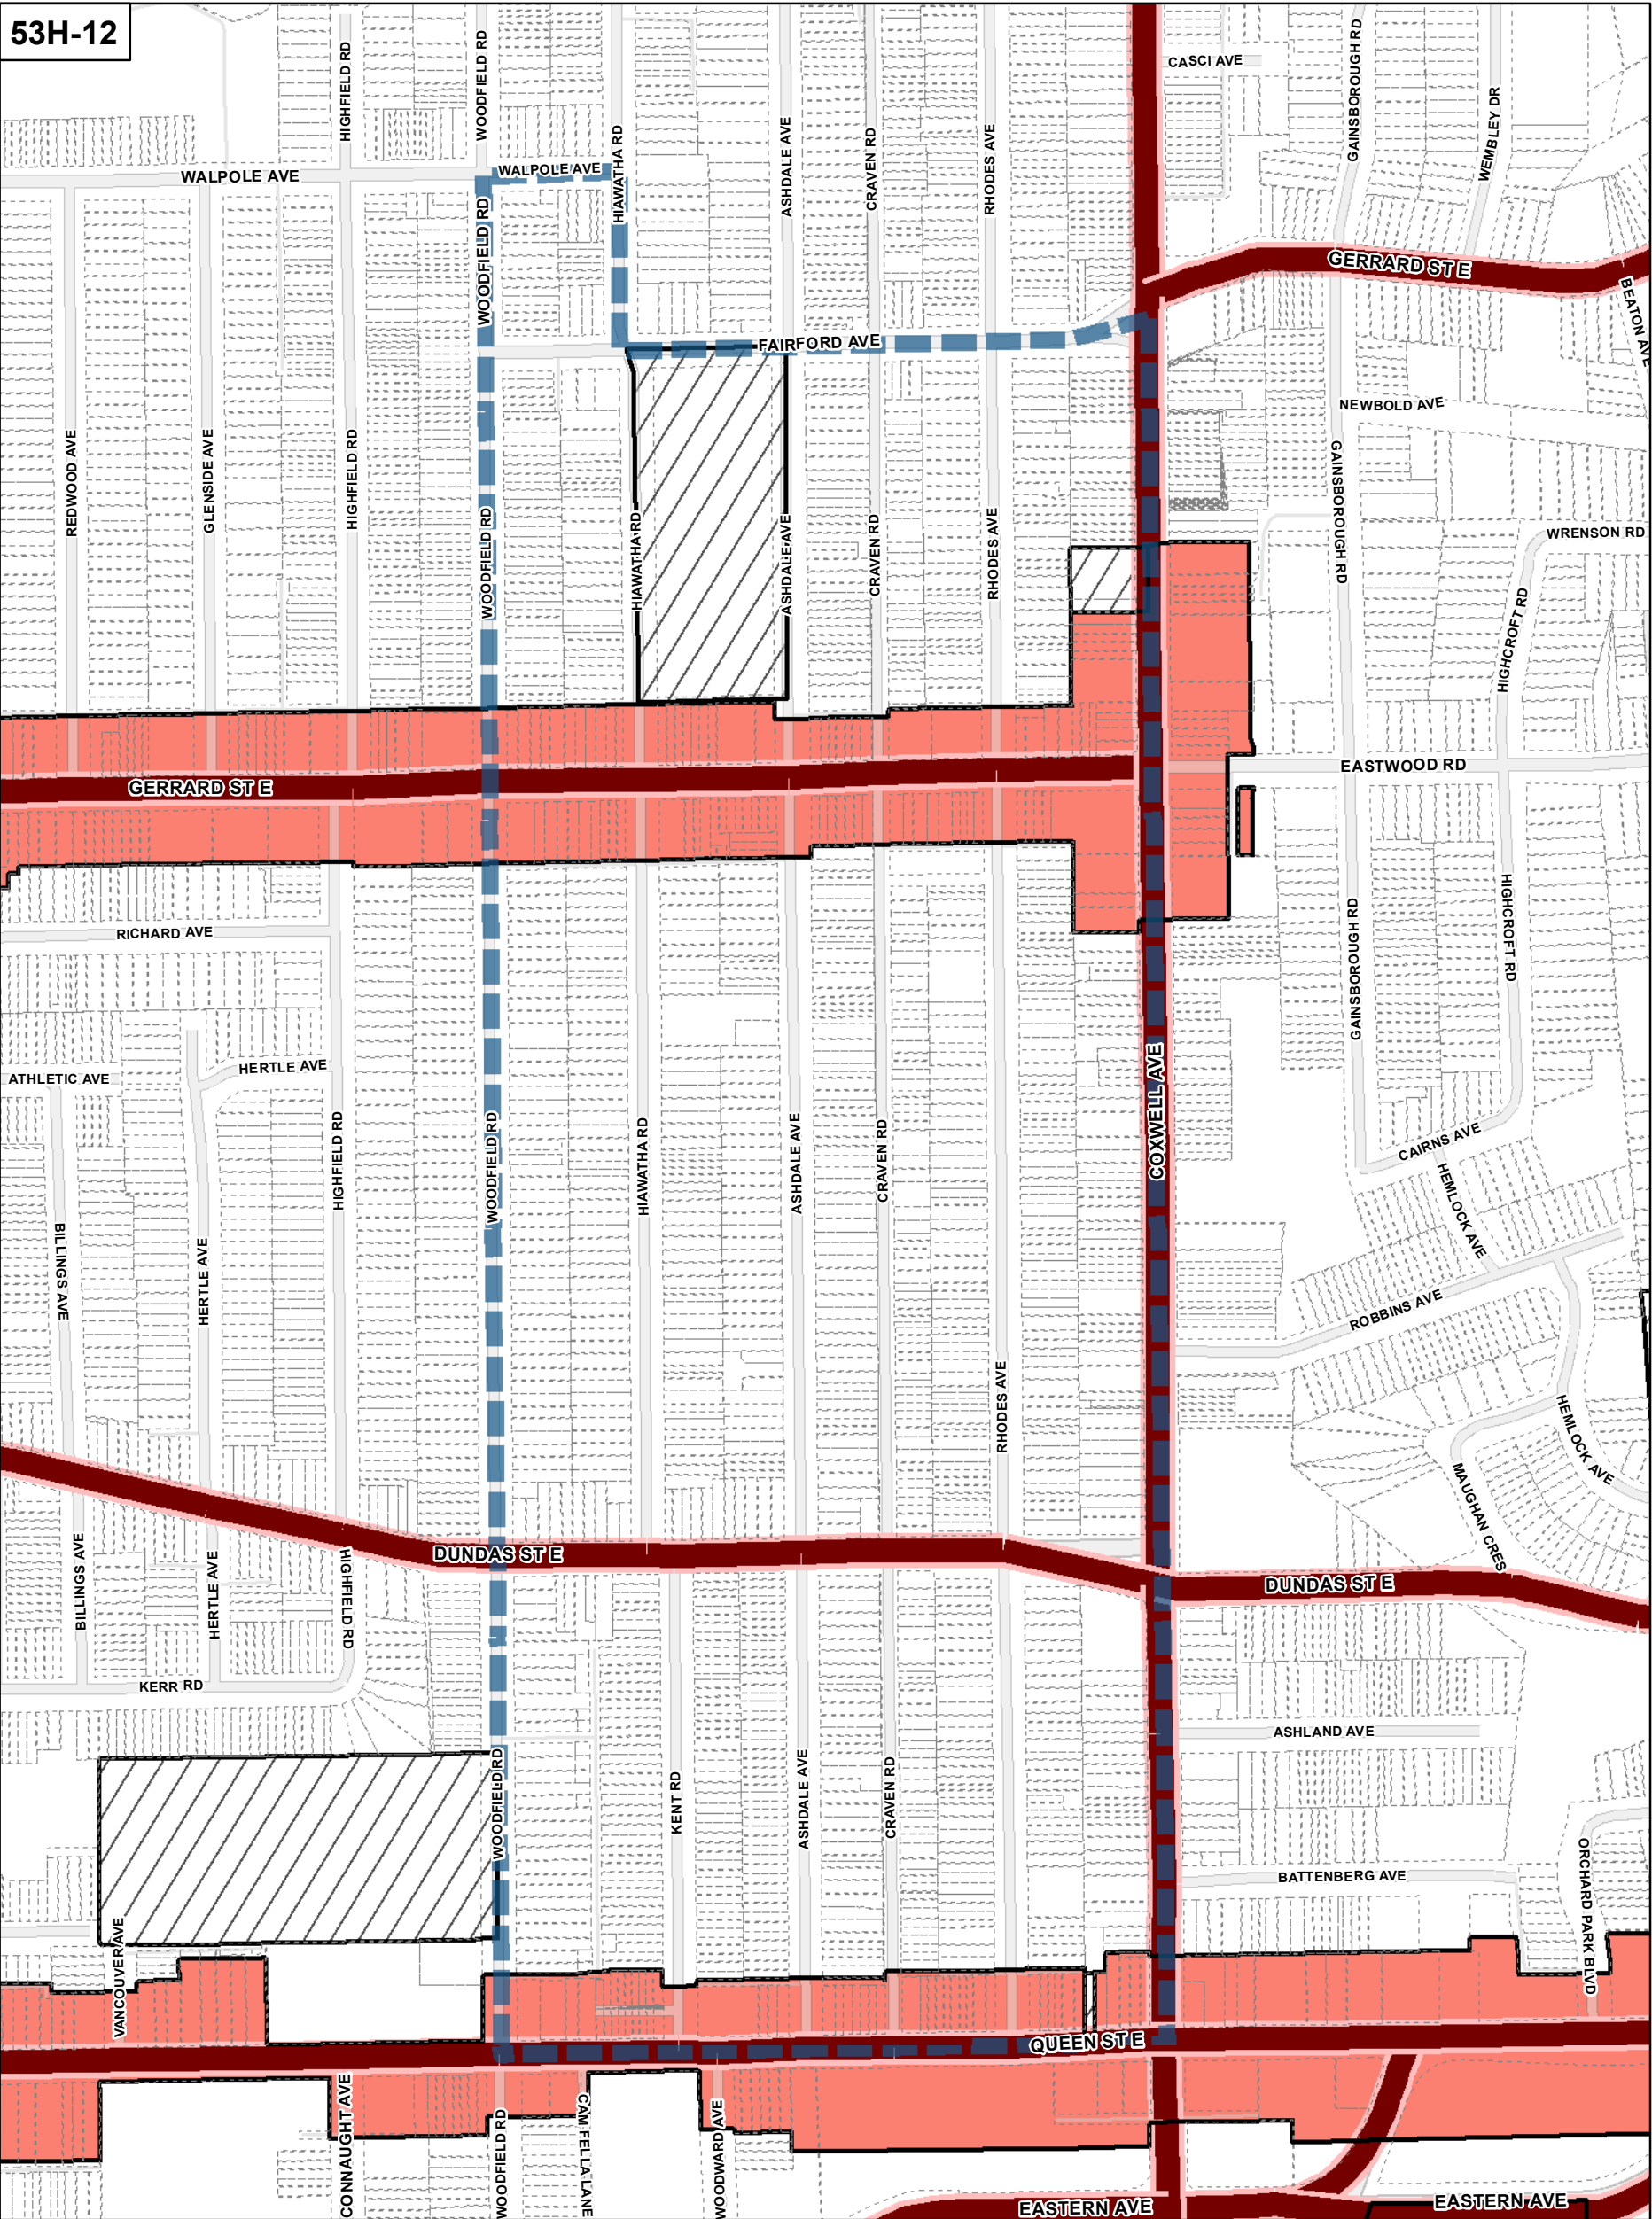 53H-12
HIGHFIELD RD
WOODFIELD RD
CASCI AVE
GAINSBOROUGH RD
WEMBLEY DR
WALPOLE AVE
WALPOLE AVE
HIAWATHA RD
ASHDALE AVE
CRAVEN RD
RHODES AVE
WOODFIELD RD
GERRARD ST E
BEATON AVE
FAIRFORD AVE
NEWBOLD AVE
REDWOOD AVE
GLENSIDE AVE
HIGHFIELD RD
WOODFIELD RD
HIAWATHA RD
ASHDALE AVE
CRAVEN RD
RHODES AVE
GAINSBOROUGH RD
WRENSON RD
HIGHCROFT RD
GERRARD ST E
EASTWOOD RD
RICHARD AVE
GAINSBOROUGH RD
HIGHCROFT RD
ATHLETIC AVE
HERTLE AVE
HIGHFIELD RD
WOODFIELD RD
HIAWATHA RD
ASHDALE AVE
CRAVEN RD
COXWELL AVE
CAIRNS AVE
HEMLOCK AVE
BILLINGS AVE
HERTLE AVE
ROBBINS AVE
RHODES AVE
HEMLOCK AVE
MAUGHAN CRES
DUNDAS ST E
DUNDAS ST E
BILLINGS AVE
HERTLE AVE
HIGHFIELD RD
KERR RD
ASHLAND AVE
WOODFIELD RD
KENT RD
ASHDALE AVE
CRAVEN RD
BATTENBERG AVE
ORCHARD PARK BLVD
VANCOUVER AVE
QUEEN ST E
CONNAUGHT AVE
WOODFIELD RD
CAM FELLA LANE
WOODWARD AVE
EASTERN AVE
EASTERN AVE